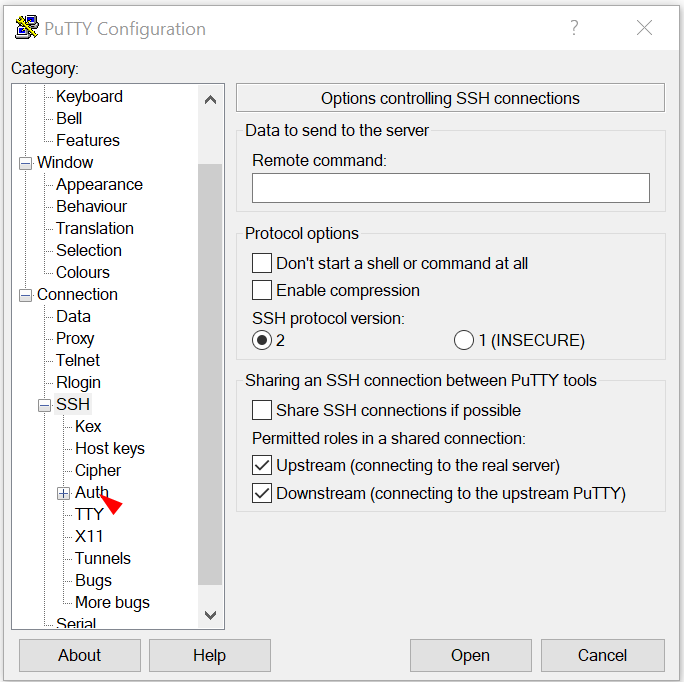 PuTTY Configuration
?
Category:
Keyboard
Bell
Features
Window
Appearance
Behaviour
Translation
Selection
Colours
Connection
Data
Proxy
Telnet
Rlogin
SSH
Kex
Host keys
Cipher
Auth
TTY
X11
Tunnels
Bugs
More bugs
Serial
Options controlling SSH connections
Data to send to the server
Remote command:
Protocol options
Don't start a shell or command at all
Enable compression
SSH protocol version:
2 1 (INSECURE)
Sharing an SSH connection between PuTTY tools
Share SSH connections if possible
Permitted roles in a shared connection:
Upstream (connecting to the real server)
Downstream (connecting to the upstream PuTTY)
About Help Open Cancel